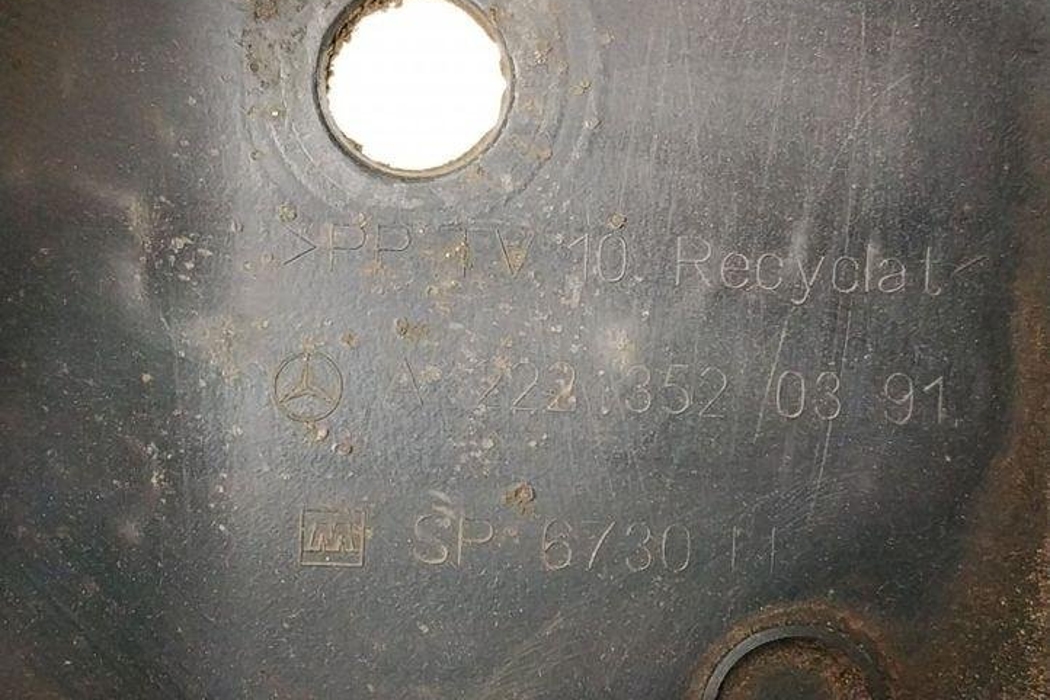 >PP TV 10 Recyclat<
A 222 352 03 91
SP 6730